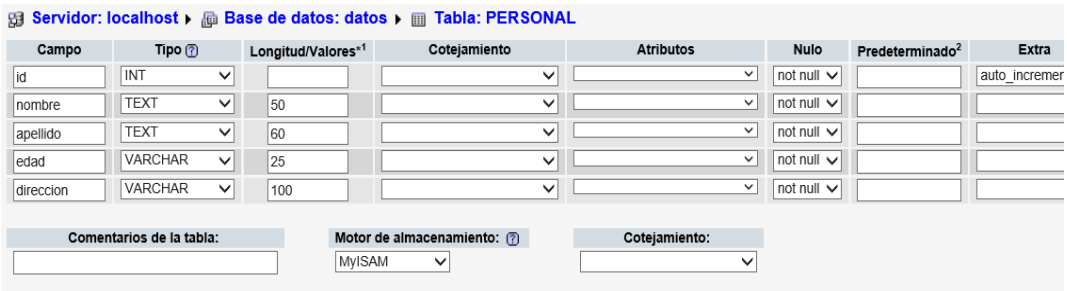 Servidor: localhost ▸ Base de datos: datos ▸ Tabla: PERSONAL
Campo Tipo Longitud/Valores*1 Cotejamiento Atributos Nulo Predeterminado2 Extra
id INT not null auto_incremen
nombre TEXT 50 not null
apellido TEXT 60 not null
edad VARCHAR 25 not null
direccion VARCHAR 100 not null
Comentarios de la tabla: Motor de almacenamiento: Cotejamiento:
MyISAM